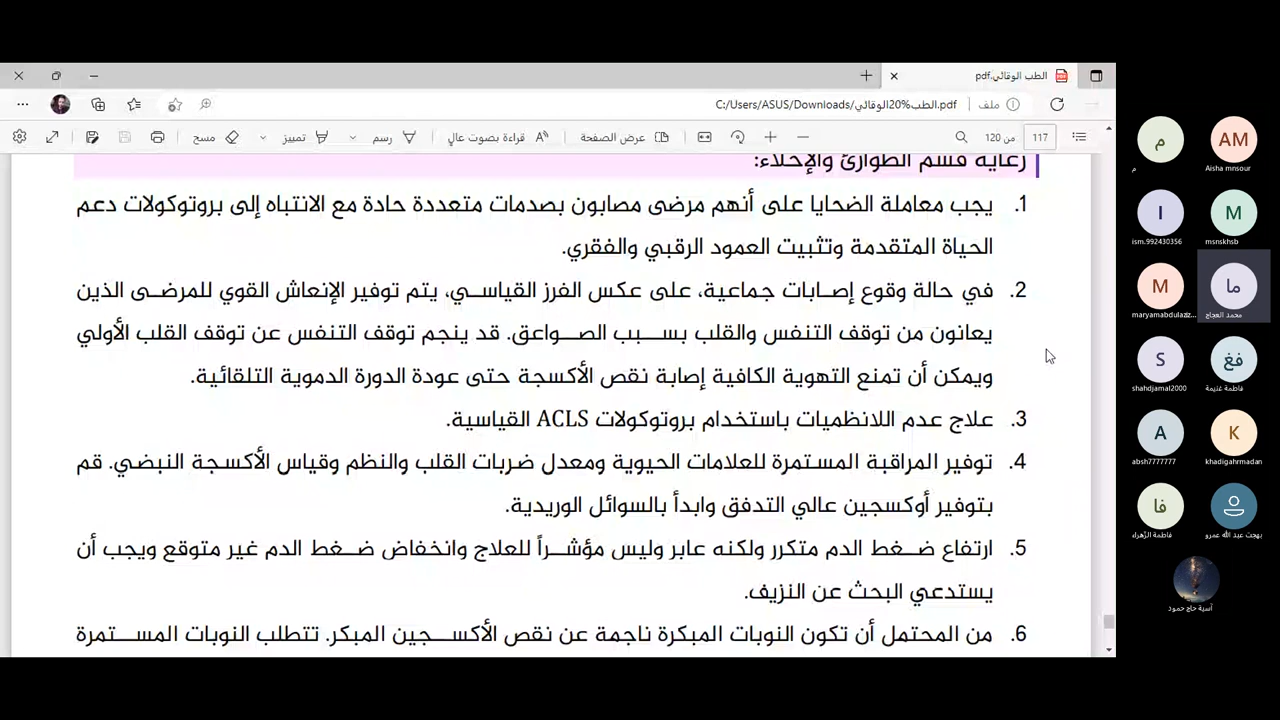 الطب الوقائي.pdf
ملف C:/Users/ASUS/Downloads/الطب%20الوقائي.pdf
117 من 120 عرض الصفحة قراءة بصوت عالٍ رسم تمييز مسح
رعاية قسم الطوارئ والإخلاء:
1. يجب معاملة الضحايا على أنهم مرضى مصابون بصدمات متعددة حادة مع الانتباه إلى بروتوكولات دعم
الحياة المتقدمة وتثبيت العمود الرقبي والفقري.
2. في حالة وقوع إصابات جماعية، على عكس الفرز القياسي، يتم توفير الإنعاش القوي للمرضى الذين
يعانون من توقف التنفس والقلب بسبب الصواعق. قد ينجم توقف التنفس عن توقف القلب الأولي
ويمكن أن تمنع التهوية الكافية إصابة نقص الأكسجة حتى عودة الدورة الدموية التلقائية.
3. علاج عدم اللانظميات باستخدام بروتوكولات ACLS القياسية.
4. توفير المراقبة المستمرة للعلامات الحيوية ومعدل ضربات القلب والنظم وقياس الأكسجة النبضي. قم
بتوفير أوكسجين عالي التدفق وابدأ بالسوائل الوريدية.
5. ارتفاع ضغط الدم متكرر ولكنه عابر وليس مؤشراً للعلاج وانخفاض ضغط الدم غير متوقع ويجب أن
يستدعي البحث عن النزيف.
6. من المحتمل أن تكون النوبات المبكرة ناجمة عن نقص الأكسجين المبكر. تتطلب النوبات المستمرة
م
AM
Aisha mnsour
I
ism.992430356
M
msnskhsb
M
maryamabdulaziz...
ما
محمد العجاج
S
shahdjamal2000
فغ
فاطمة غنيمة
A
absh7777777
K
khadigahrmadan
فا
فاطمة الزهراء
بهجت عبد الله عمرو
آسية حاج حمود